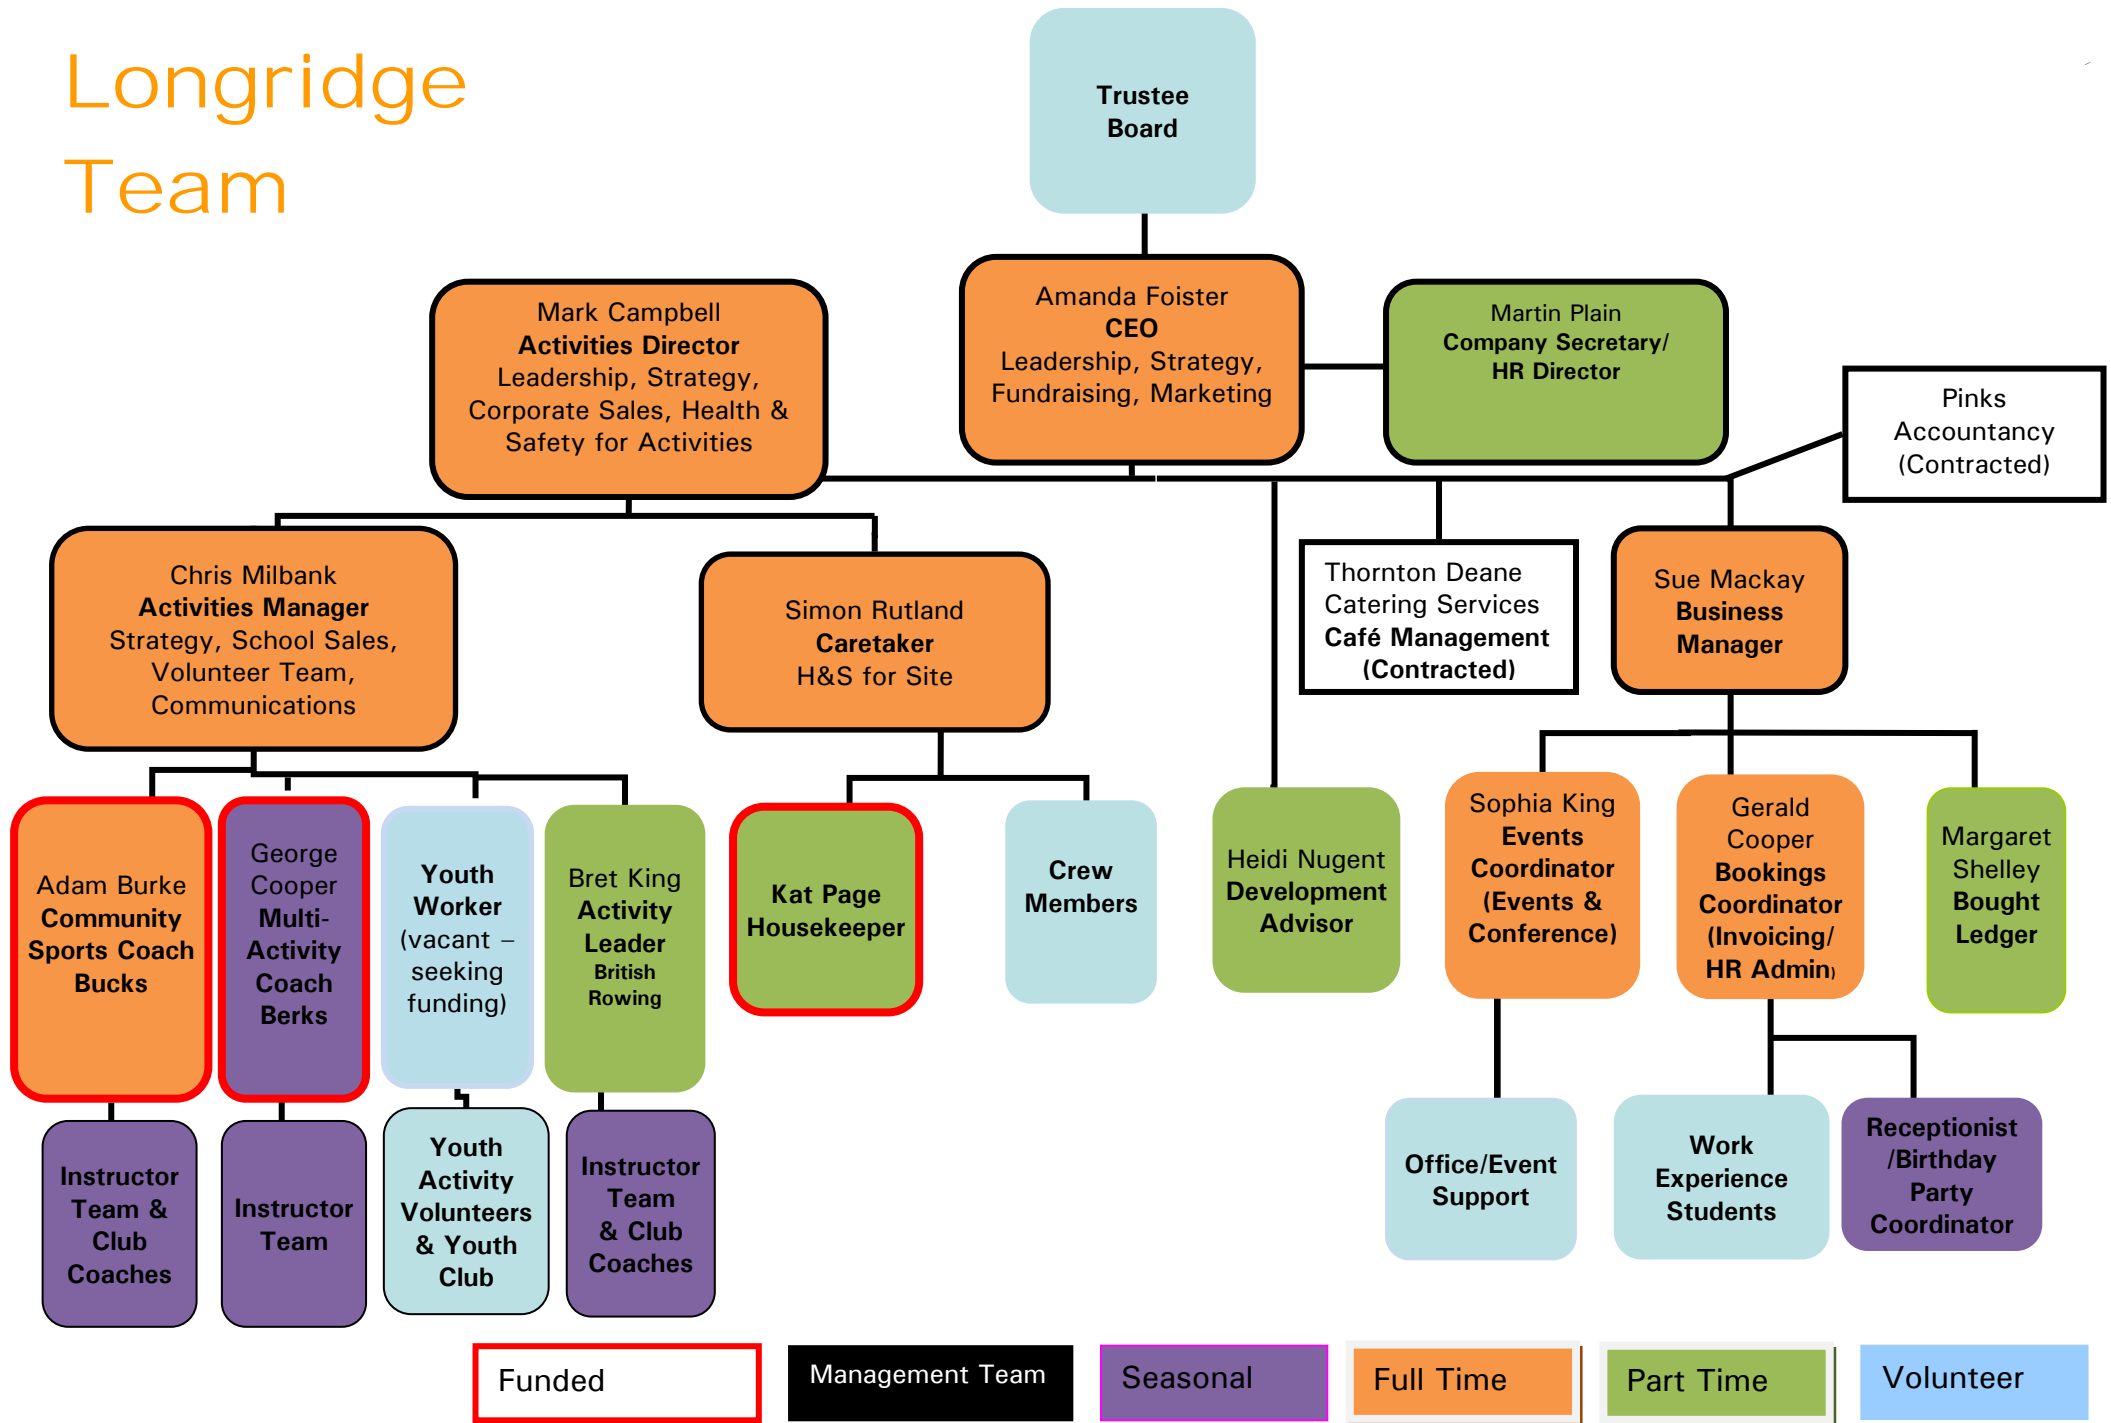 Longridge
Team
Trustee
Board
Mark Campbell
Activities Director
Leadership, Strategy,
Corporate Sales, Health &
Safety for Activities
Amanda Foister
CEO
Leadership, Strategy,
Fundraising, Marketing
Martin Plain
Company Secretary/
HR Director
Pinks
Accountancy
(Contracted)
Chris Milbank
Activities Manager
Strategy, School Sales,
Volunteer Team,
Communications
Simon Rutland
Caretaker
H&S for Site
Thornton Deane
Catering Services
Café Management
(Contracted)
Sue Mackay
Business
Manager
Adam Burke
Community
Sports Coach
Bucks
George
Cooper
Multi-
Activity
Coach
Berks
Youth
Worker
(vacant –
seeking
funding)
Bret King
Activity
Leader
British
Rowing
Kat Page
Housekeeper
Crew
Members
Heidi Nugent
Development
Advisor
Sophia King
Events
Coordinator
(Events &
Conference)
Gerald
Cooper
Bookings
Coordinator
(Invoicing/
HR Admin)
Margaret
Shelley
Bought
Ledger
Instructor
Team &
Club
Coaches
Instructor
Team
Youth
Activity
Volunteers
& Youth
Club
Instructor
Team
& Club
Coaches
Office/Event
Support
Work
Experience
Students
Receptionist
/Birthday
Party
Coordinator
Funded
Management Team
Seasonal
Full Time
Part Time
Volunteer